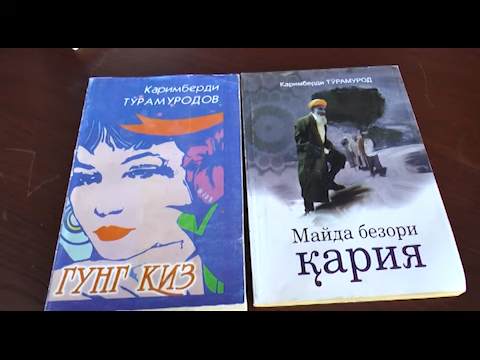 Каримберди
ТЎРАМУРОДОВ
ГУНГ ҚИЗ
Каримберди ТЎРАМУРОД
Майда безори
қария